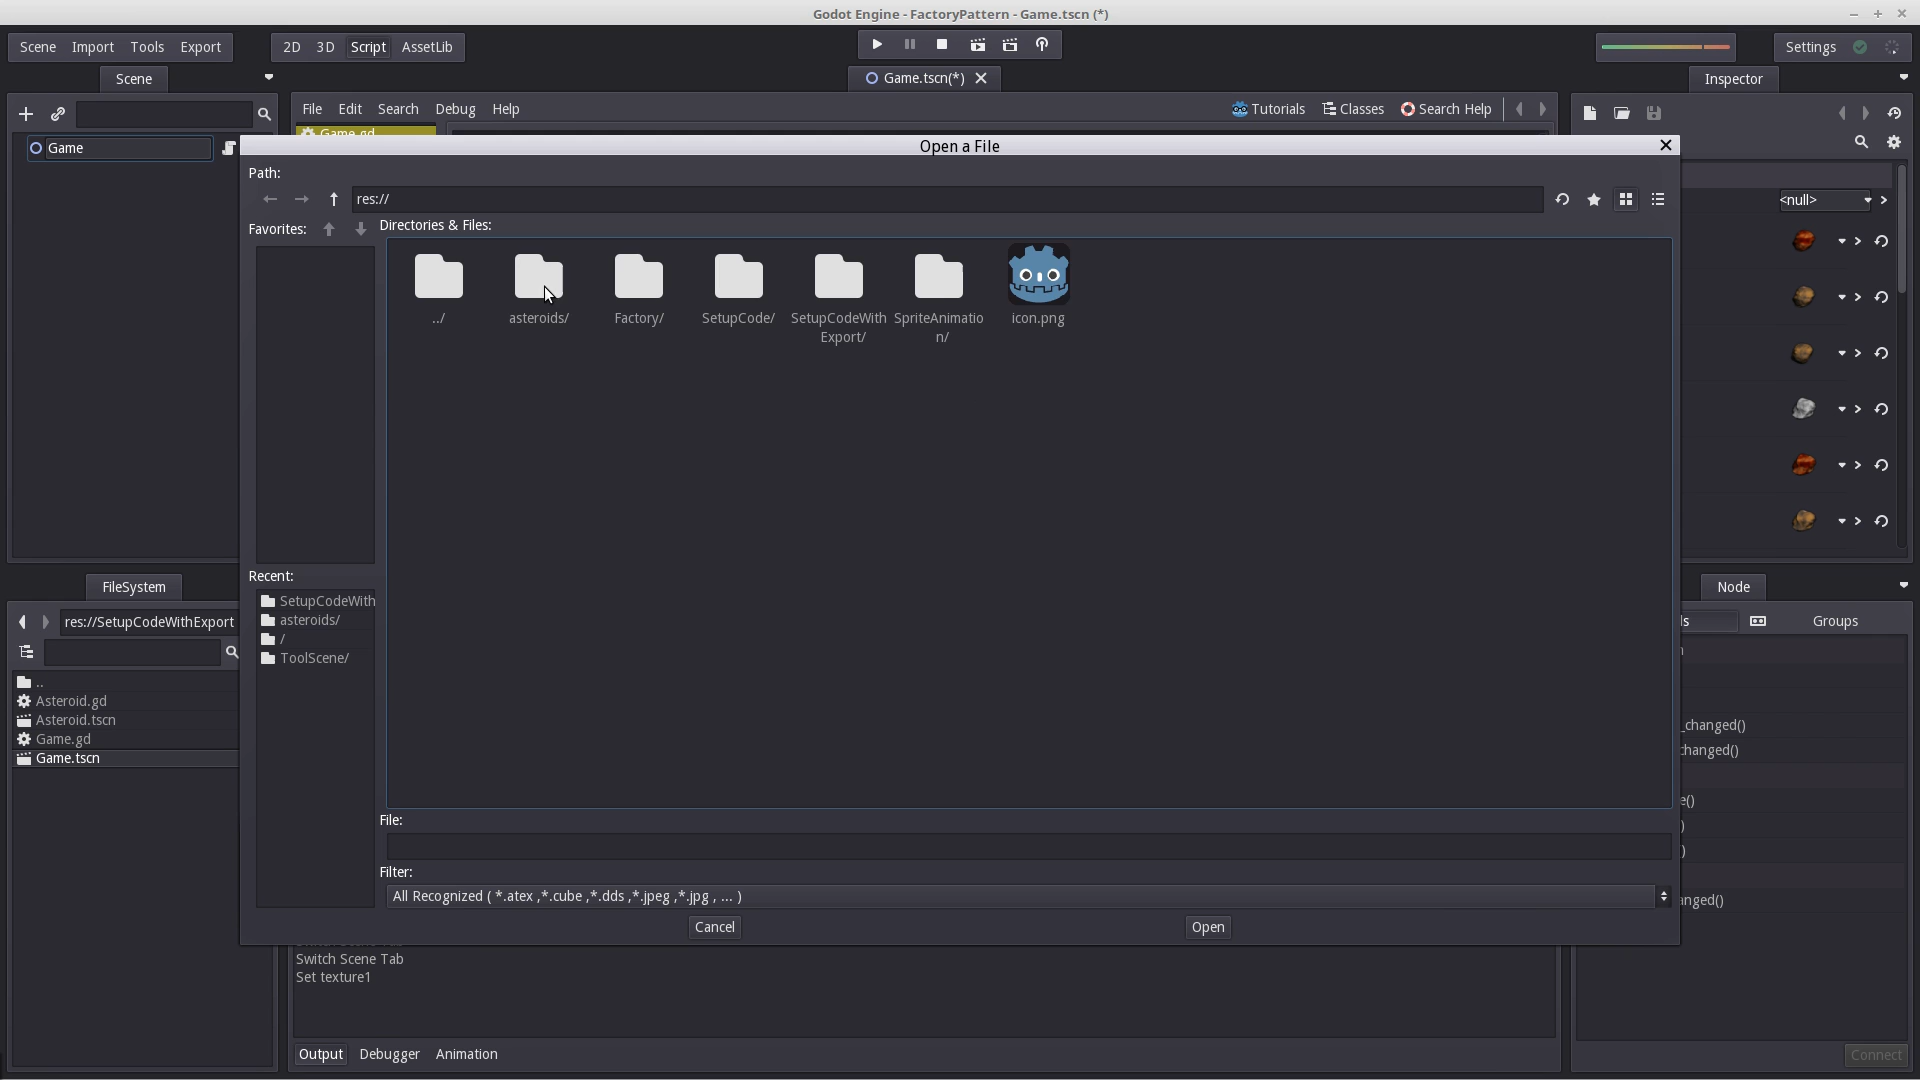 Godot Engine - FactoryPattern - Game.tscn (*)
Scene Import Tools Export 2D 3D Script AssetLib Settings
Scene Game.tscn(*) Inspector
File Edit Search Debug Help Tutorials Classes Search Help
Game.gd
Game
Open a File
Path:
res://
<null>
Favorites: Directories & Files:
../ asteroids/ Factory/ SetupCode/ SetupCodeWith SpriteAnimatio icon.png
Export/ n/
Recent:
SetupCodeWith
asteroids/
/
ToolScene/
FileSystem
res://SetupCodeWithExport
..
Asteroid.gd
Asteroid.tscn
Game.gd
Game.tscn
Node
Groups
_changed()
changed()
e()
)
)
anged()
File:
Filter:
All Recognized ( *.atex ,*.cube ,*.dds ,*.jpeg ,*.jpg , ... )
Cancel Open
Switch Scene Tab
Set texture1
Output Debugger Animation
Connect